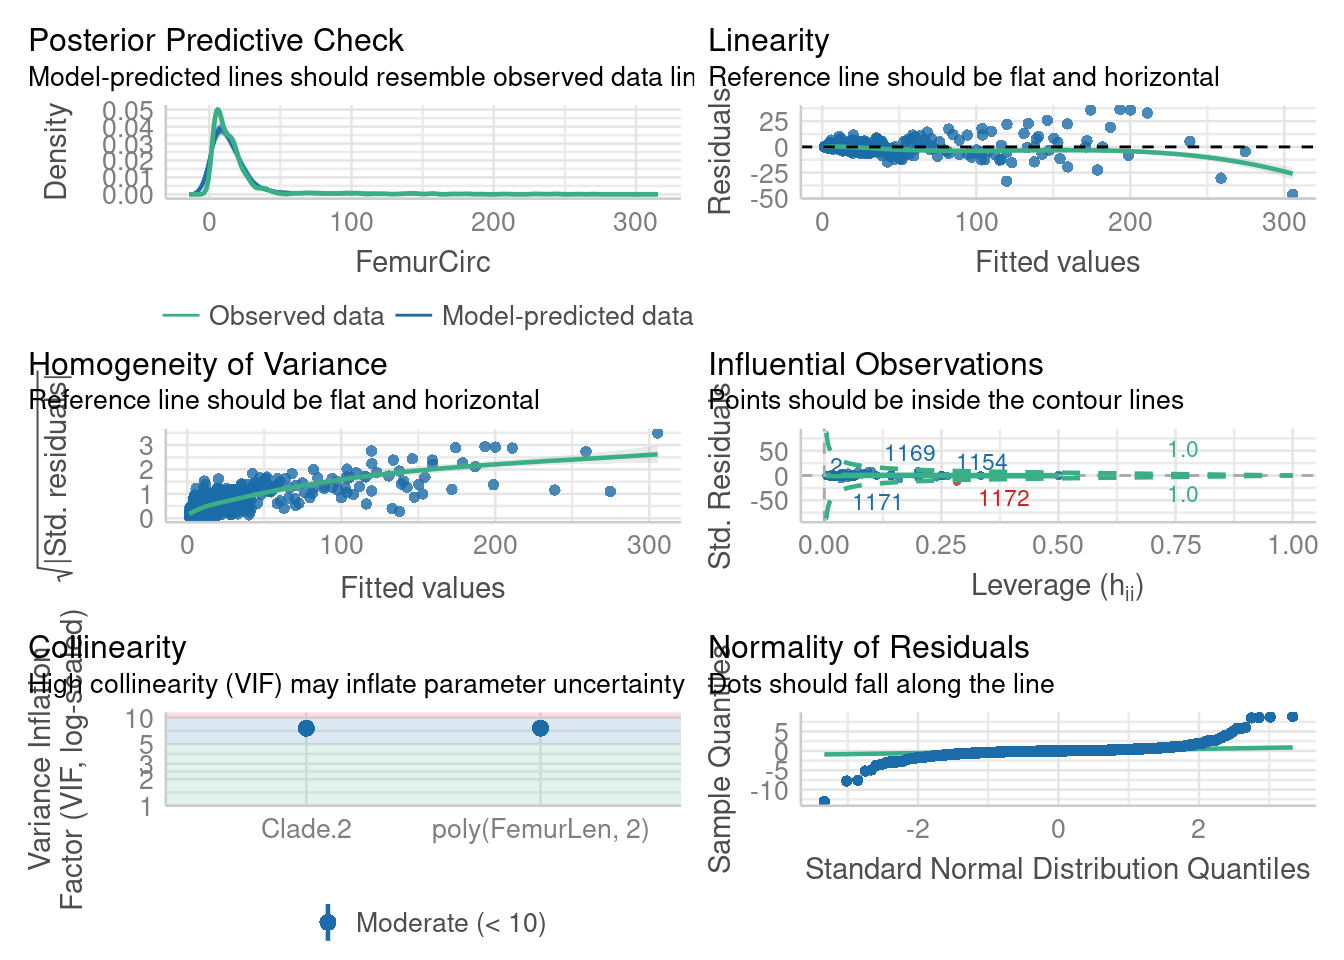 Posterior Predictive Check
Model-predicted lines should resemble observed data lin
Density
0.05
0.04
0.03
0.02
0.01
0.00
0
100
200
300
FemurCirc
Observed data
Model-predicted data
Linearity
Reference line should be flat and horizontal
Residuals
25
0
-25
-50
0
100
200
300
Fitted values
Homogeneity of Variance
Reference line should be flat and horizontal
√|Std. residuals|
3
2
1
0
0
100
200
300
Fitted values
Influential Observations
Points should be inside the contour lines
Std. Residuals
50
0
-50
2
1169
1154
1171
1172
1.0
1.0
0.00
0.25
0.50
0.75
1.00
Leverage (hii)
Collinearity
High collinearity (VIF) may inflate parameter uncertainty
Variance Inflation
Factor (VIF, log-scaled)
10
5
3
2
1
Clade.2
poly(FemurLen, 2)
Moderate (< 10)
Normality of Residuals
Dots should fall along the line
Sample Quantiles
5
0
-5
-10
-2
0
2
Standard Normal Distribution Quantiles